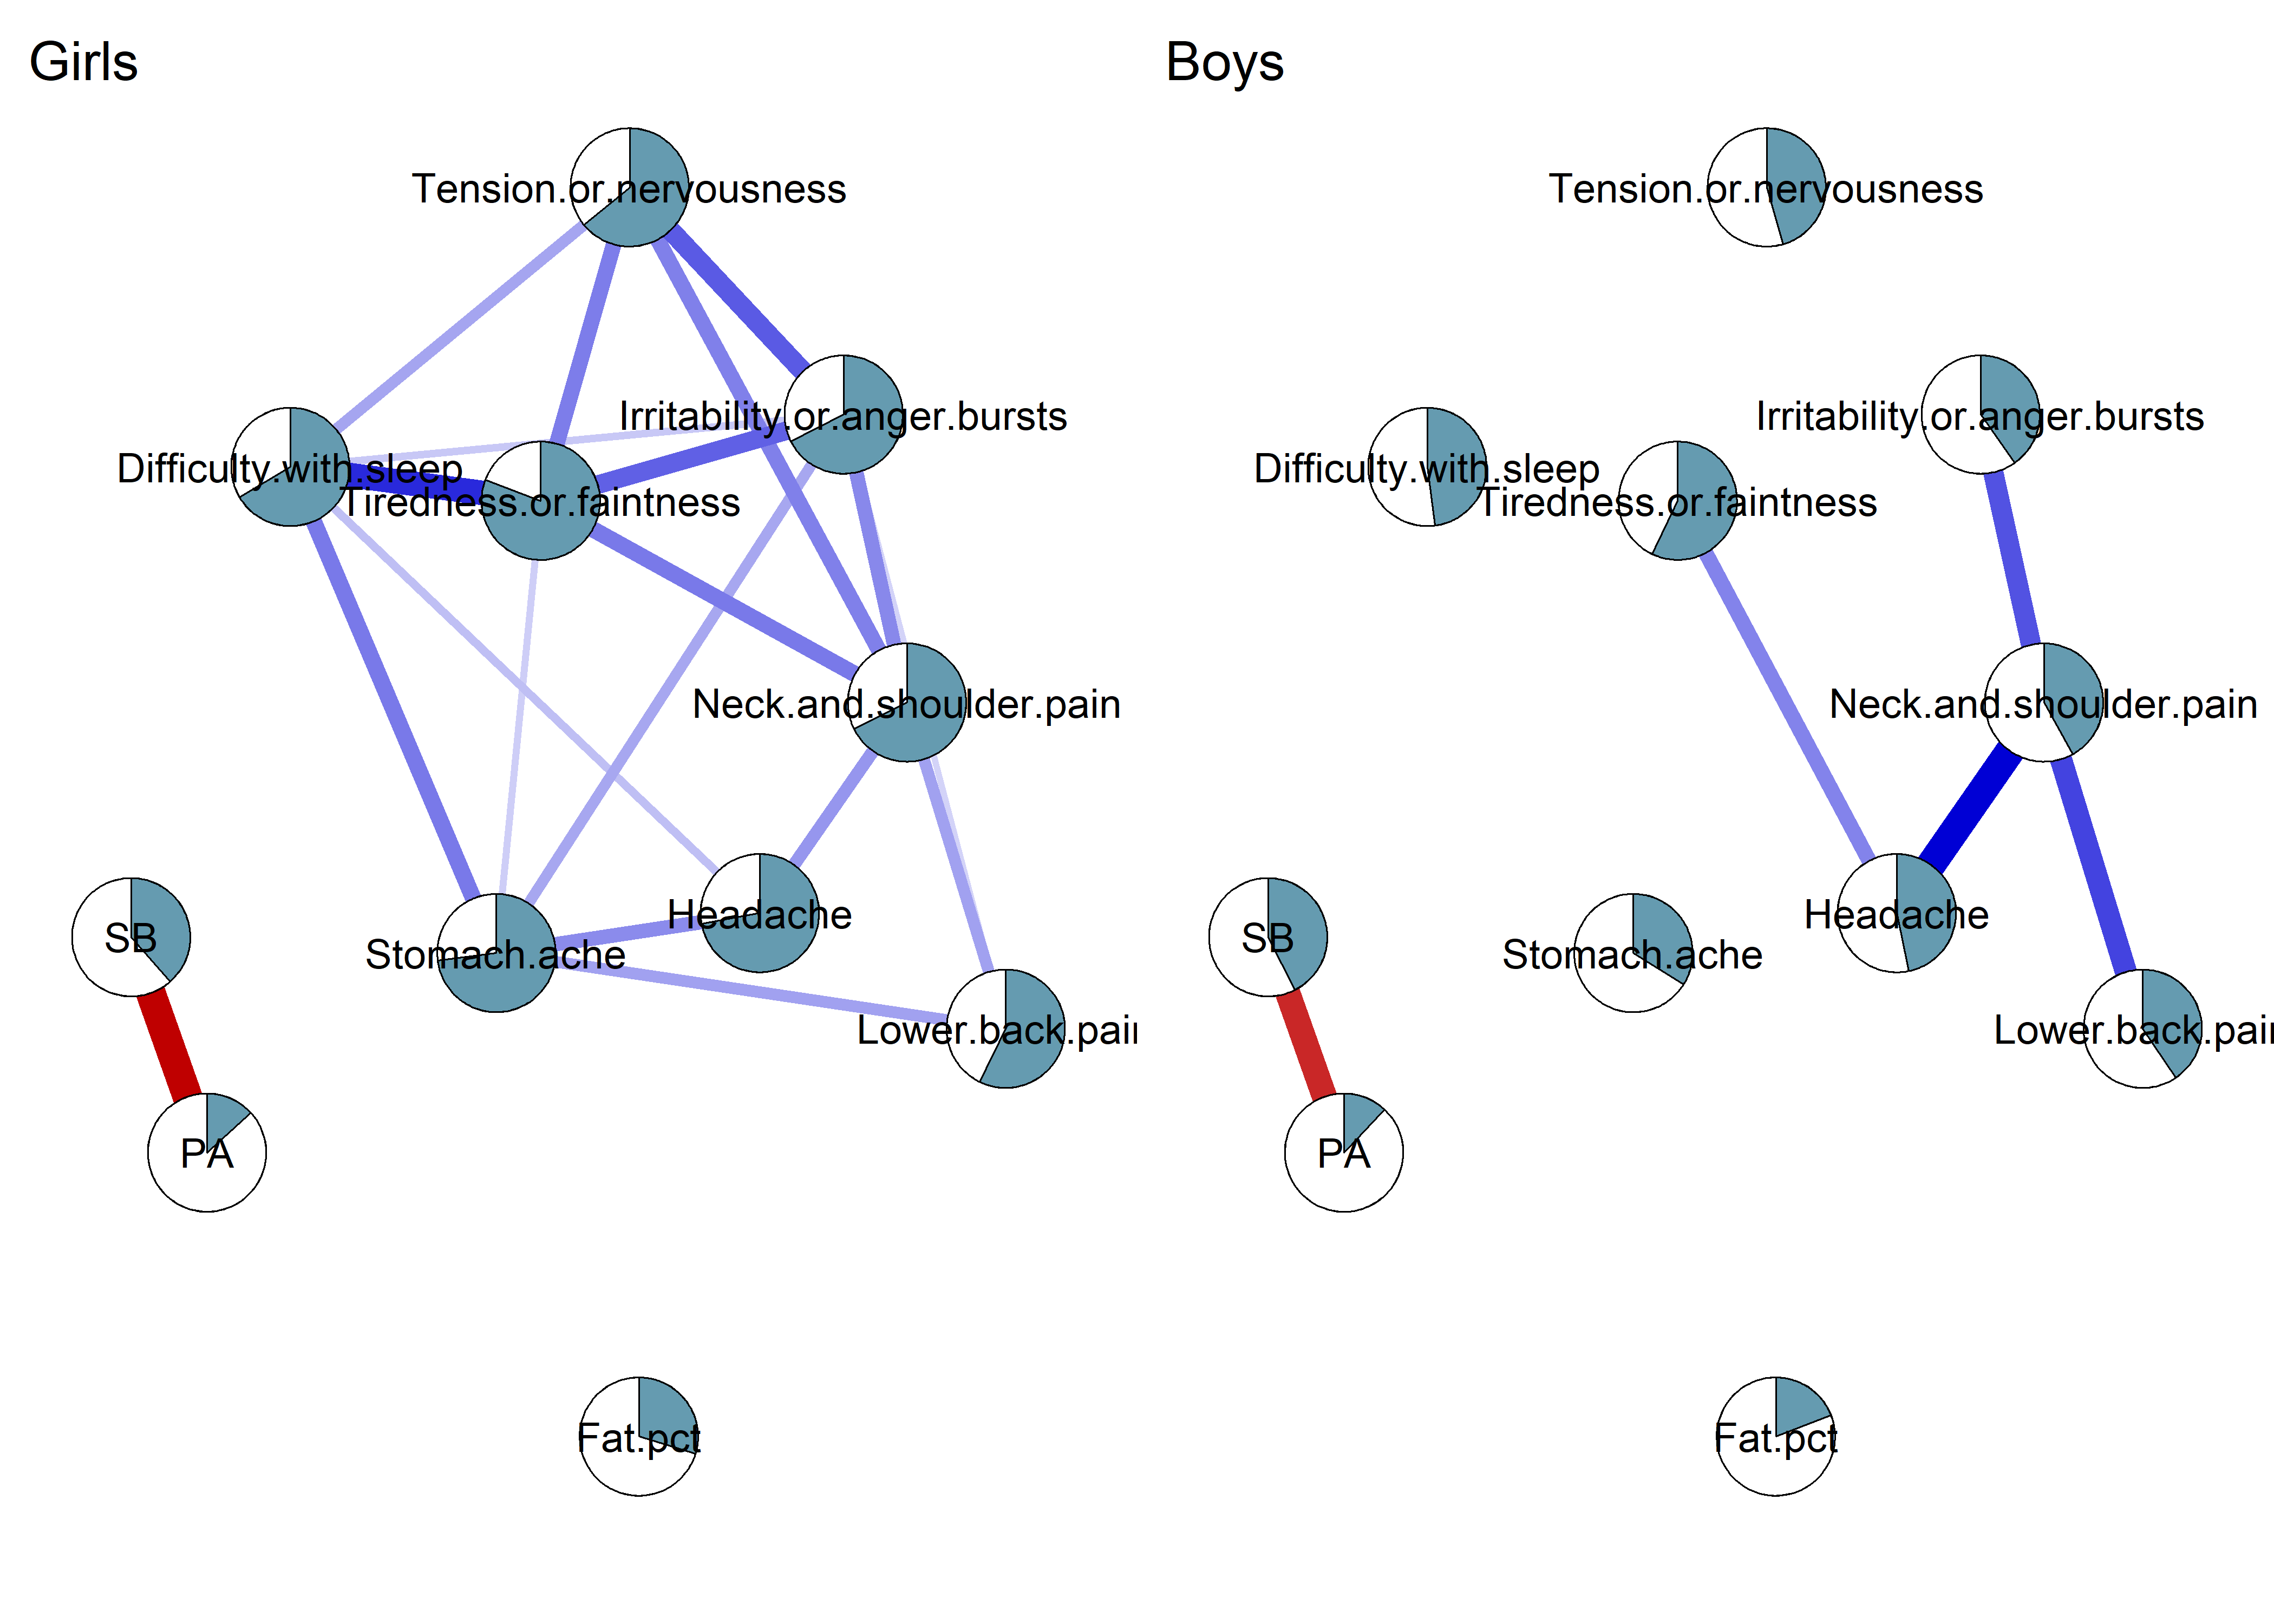 Girls
Tension.or.nervousness
Irritability.or.anger.bursts
Difficulty.with.sleep
Tiredness.or.faintness
Neck.and.shoulder.pain
Headache
SB
Stomach.ache
Lower.back.pai
PA
Fat.pct
Boys
Tension.or.nervousness
Irritability.or.anger.bursts
Difficulty.with.sleep
Tiredness.or.faintness
Neck.and.shoulder.pain
Headache
SB
Stomach.ache
Lower.back.pai
PA
Fat.pct